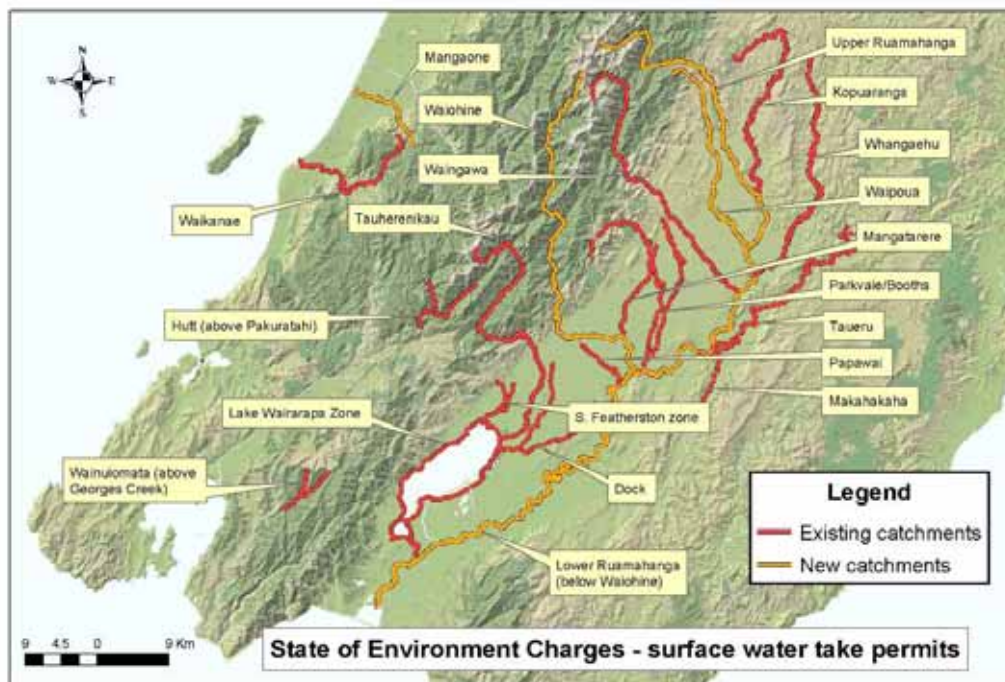 N
W E
S
Mangaone
Waiohine
Waingawa
Waikanae
Tauherenikau
Hutt (above Pakuratahi)
Lake Wairarapa Zone
Wainuiomata (above
Georges Creek)
Upper Ruamahanga
Kopuaranga
Whangaehu
Waipoua
Mangatarere
Parkvale/Booths
Taueru
Papawai
Makahakaha
S. Featherston zone
Dock
Lower Ruamahanga
(below Waiohine)
Legend
Existing catchments
New catchments
9 4.5 0 9 Km
State of Environment Charges - surface water take permits